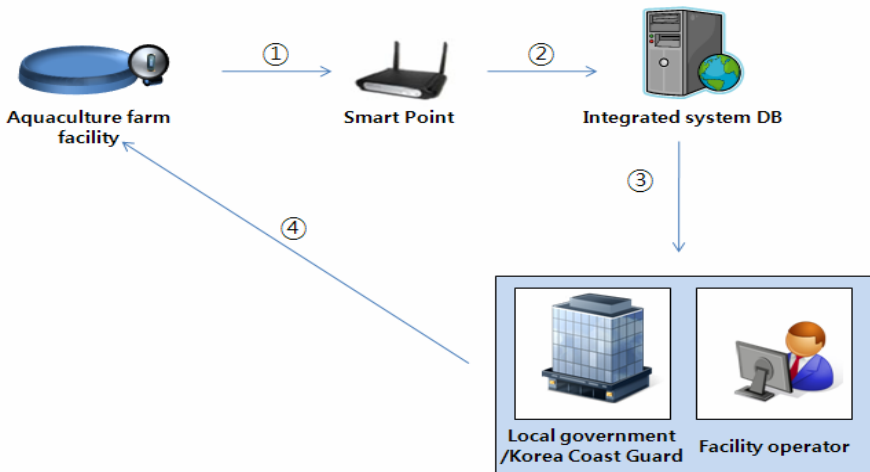 ①
②
Aquaculture farm
facility
Smart Point
Integrated system DB
③
④
Local government
/Korea Coast Guard
Facility operator